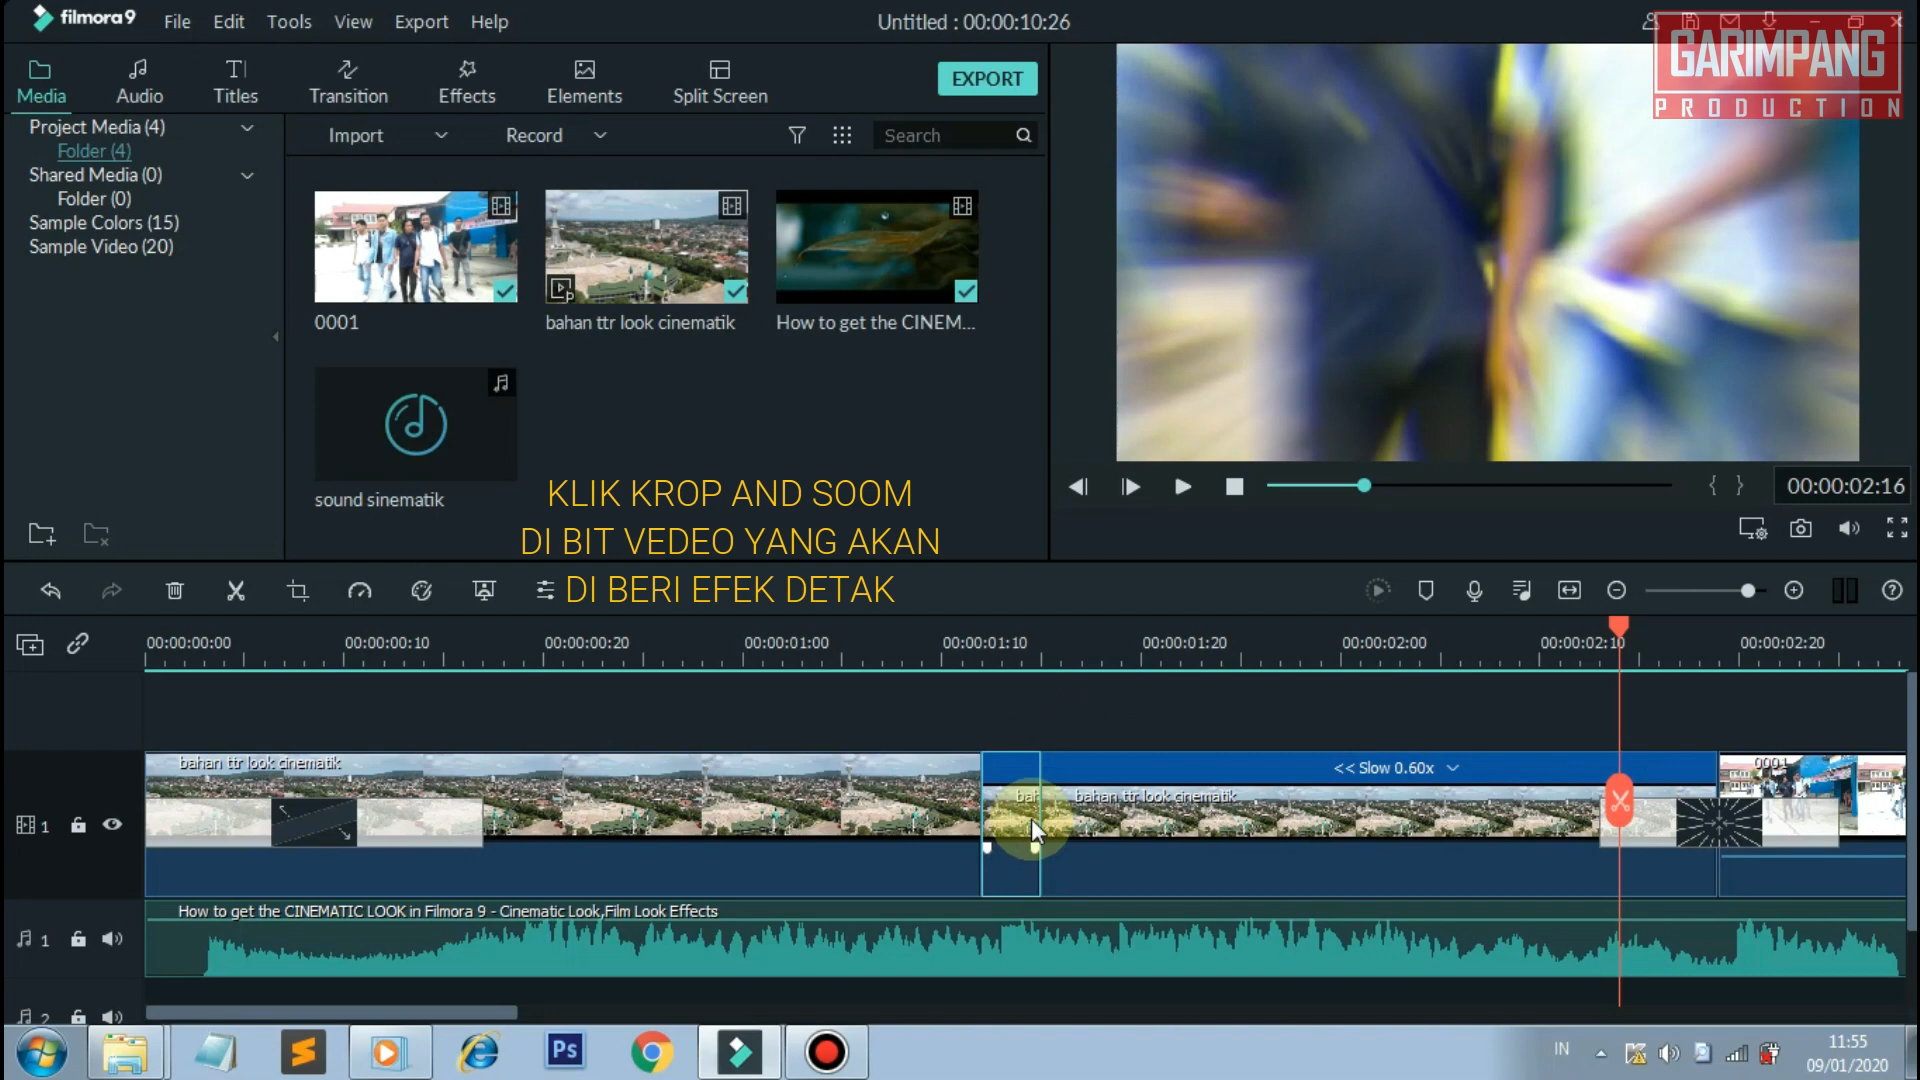 filmora9
File Edit Tools View Export Help
Untitled : 00:00:10:26
GARIMPANG
PRODUCTION
Media Audio Titles Transition Effects Elements Split Screen
EXPORT
Project Media (4)
Folder (4)
Shared Media (0)
Folder (0)
Sample Colors (15)
Sample Video (20)
Import Record Search
0001
bahan ttr look cinematik
How to get the CINEM...
sound sinematik
KLIK KROP AND SOOM
DI BIT VEDEO YANG AKAN
DI BERI EFEK DETAK
00:00:02:16
00:00:00:00 00:00:00:10 00:00:00:20 00:00:01:00 00:00:01:10 00:00:01:20 00:00:02:00 00:00:02:10 00:00:02:20
bahan ttr look cinematik
<< Slow 0.60x
0001
bah
bahan ttr look cinematik
1
How to get the CINEMATIC LOOK in Filmora 9 - Cinematic Look,Film Look Effects
1
2
Ps
IN
11:55
09/01/2020